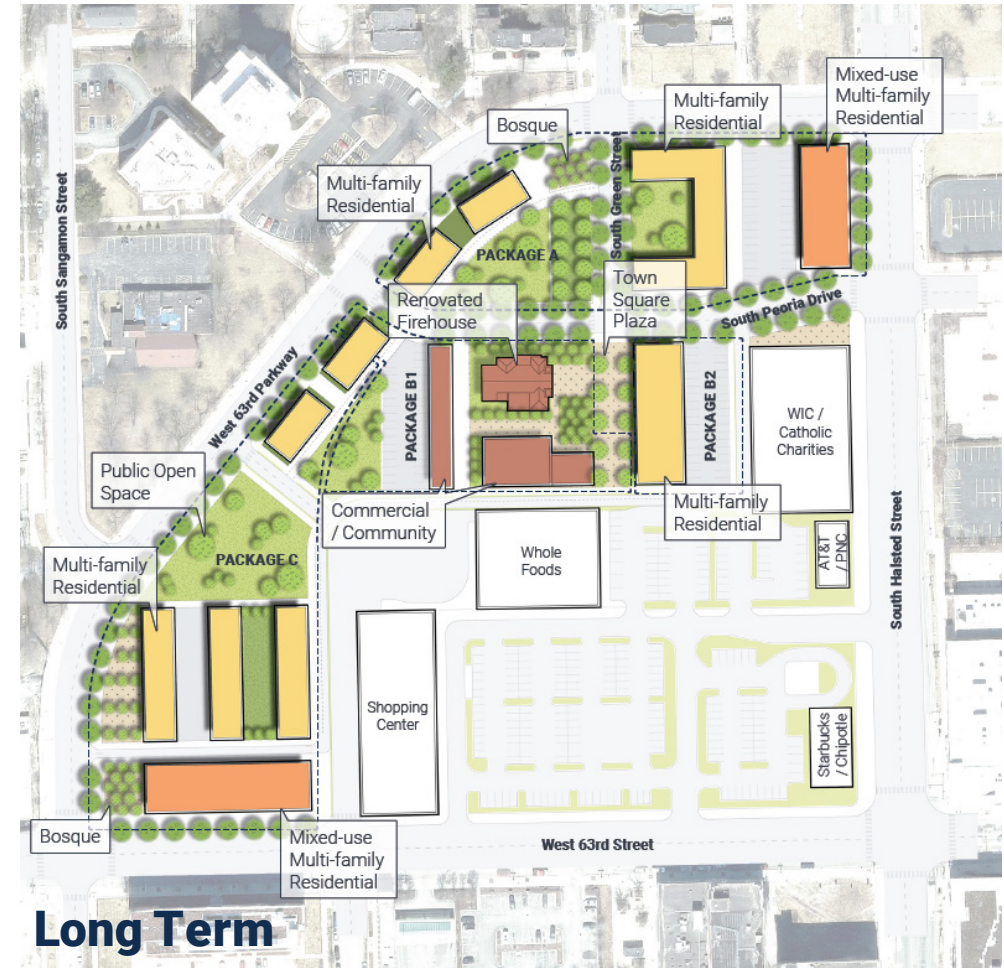 Mixed-use
Multi-family
Residential
Multi-family
Residential
Bosque
South Green Street
Multi-family
Residential
South Sangamon Street
PACKAGE A
Town
Square
Plaza
Renovated
Firehouse
South Peoria Drive
West 63rd Parkway
PACKAGE B1
PACKAGE B2
WIC /
Catholic
Charities
Public Open
Space
Commercial
/ Community
Multi-family
Residential
South Halsted Street
AT&T
/ PNC
Whole
Foods
Multi-family
Residential
PACKAGE C
Shopping
Center
Starbucks
/ Chipotle
Bosque
Mixed-use
Multi-family
Residential
West 63rd Street
Long Term